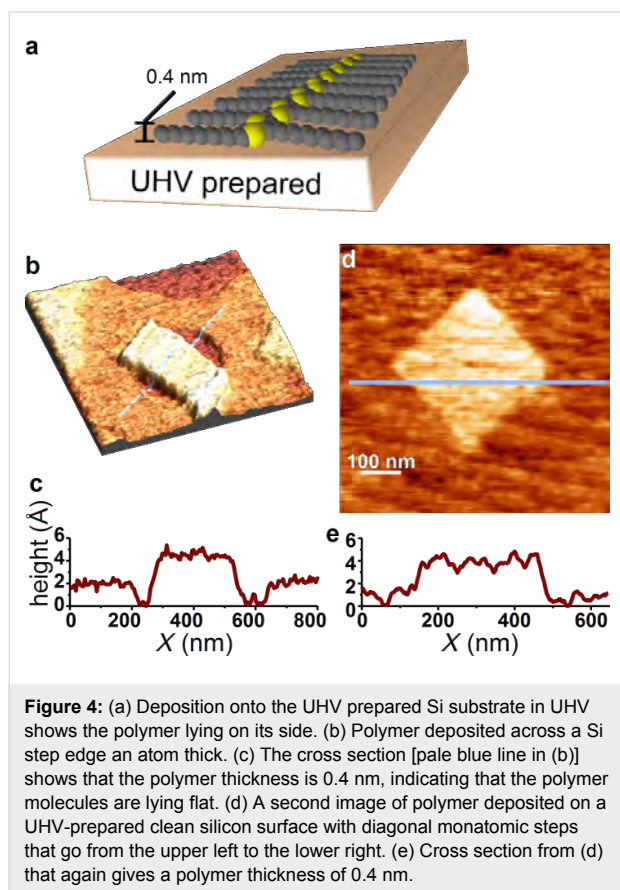 a
0.4 nm
UHV prepared
b
d
100 nm
c
height (Å)
6
4
2
0
0 200 400 600 800
X (nm)
e
6
4
2
0
0 200 400 600
X (nm)
Figure 4: (a) Deposition onto the UHV prepared Si substrate in UHV
shows the polymer lying on its side. (b) Polymer deposited across a Si
step edge an atom thick. (c) The cross section [pale blue line in (b)]
shows that the polymer thickness is 0.4 nm, indicating that the polymer
molecules are lying flat. (d) A second image of polymer deposited on a
UHV-prepared clean silicon surface with diagonal monatomic steps
that go from the upper left to the lower right. (e) Cross section from (d)
that again gives a polymer thickness of 0.4 nm.